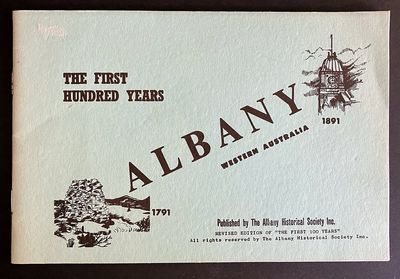 THE FIRST
HUNDRED YEARS
ALBANY
WESTERN AUSTRALIA
1891
1791
Published by The Albany Historical Society Inc.
REVISED EDITION OF "THE FIRST 100 YEARS"
All rights reserved by The Albany Historical Society Inc.